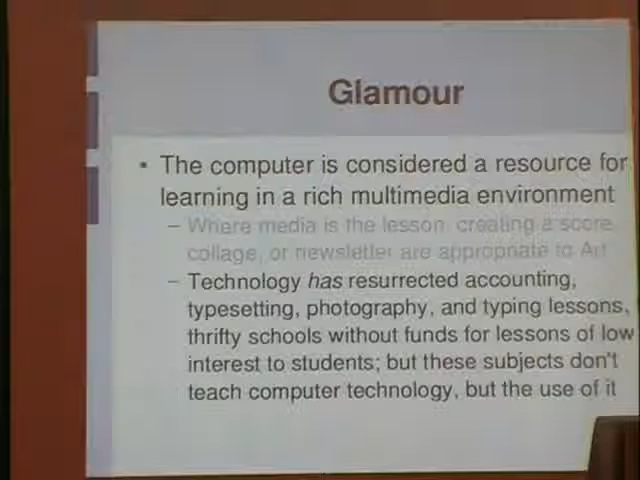 Glamour
• The computer is considered a resource for
learning in a rich multimedia environment
– Where media is the lesson, creating a score,
collage, or newsletter are appropriate to Art
– Technology has resurrected accounting,
typesetting, photography, and typing lessons,
thrifty schools without funds for lessons of low
interest to students; but these subjects don't
teach computer technology, but the use of it